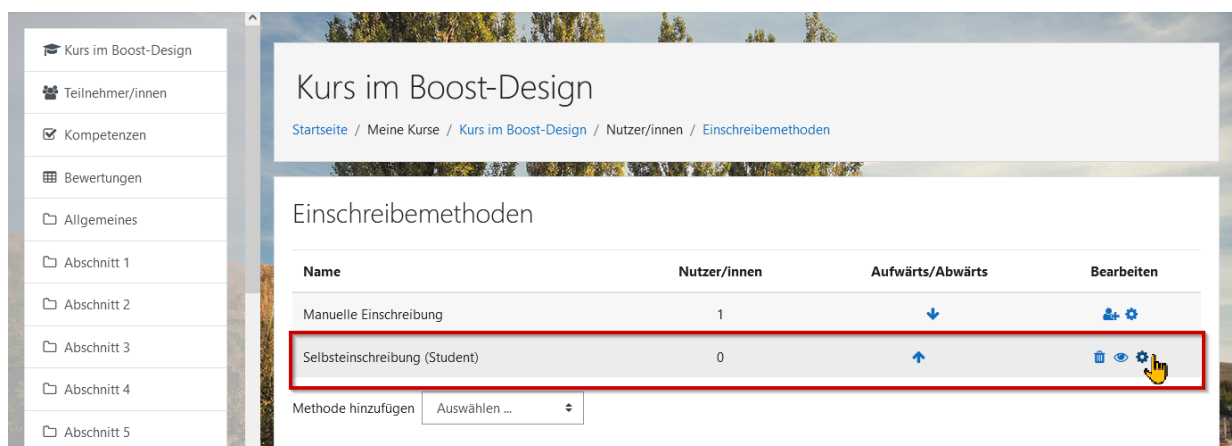 Kurs im Boost-Design
Teilnehmer/innen
Kompetenzen
Bewertungen
Allgemeines
Abschnitt 1
Abschnitt 2
Abschnitt 3
Abschnitt 4
Abschnitt 5
Kurs im Boost-Design
Startseite / Meine Kurse / Kurs im Boost-Design / Nutzer/innen / Einschreibemethoden
Einschreibemethoden
Name Nutzer/innen Aufwärts/Abwärts Bearbeiten
Manuelle Einschreibung 1
Selbsteinschreibung (Student) 0
Methode hinzufügen Auswählen ...